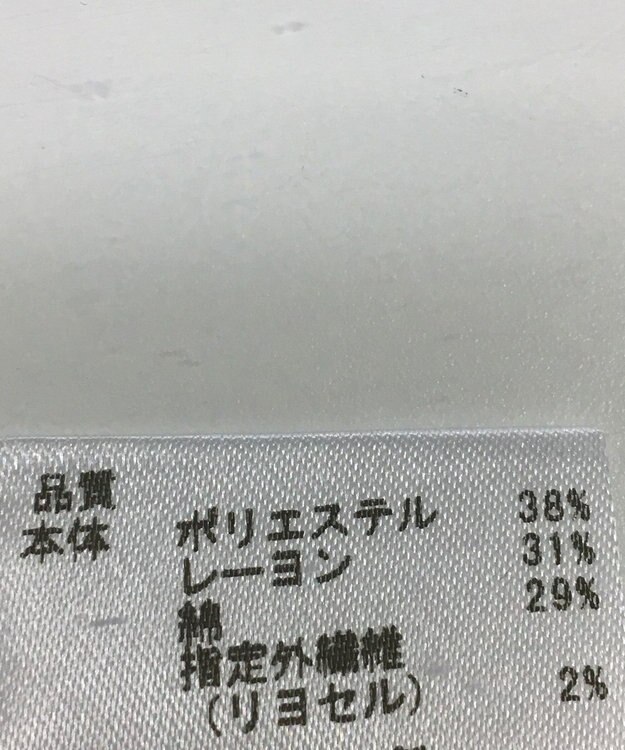 品質
本体 ポリエステル 38%
レーヨン 31%
綿 29%
指定外繊維
(リヨセル) 2%